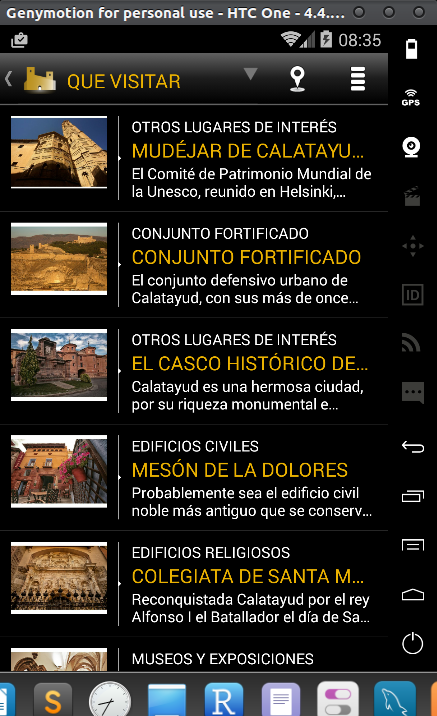 Genymotion for personal use - HTC One - 4.4....
08:35
QUE VISITAR
GPS
OTROS LUGARES DE INTERÉS
MUDÉJAR DE CALATAYU...
El Comité de Patrimonio Mundial de
la Unesco, reunido en Helsinki,...
CONJUNTO FORTIFICADO
CONJUNTO FORTIFICADO
El conjunto defensivo urbano de
Calatayud, con sus más de once...
ID
OTROS LUGARES DE INTERÉS
EL CASCO HISTÓRICO DE...
Calatayud es una hermosa ciudad,
por su riqueza monumental e...
EDIFICIOS CIVILES
MESÓN DE LA DOLORES
Probablemente sea el edificio civil
noble más antiguo que se conserv...
EDIFICIOS RELIGIOSOS
COLEGIATA DE SANTA M...
Reconquistada Calatayud por el rey
Alfonso I el Batallador el día de Sa...
MUSEOS Y EXPOSICIONES
S
R